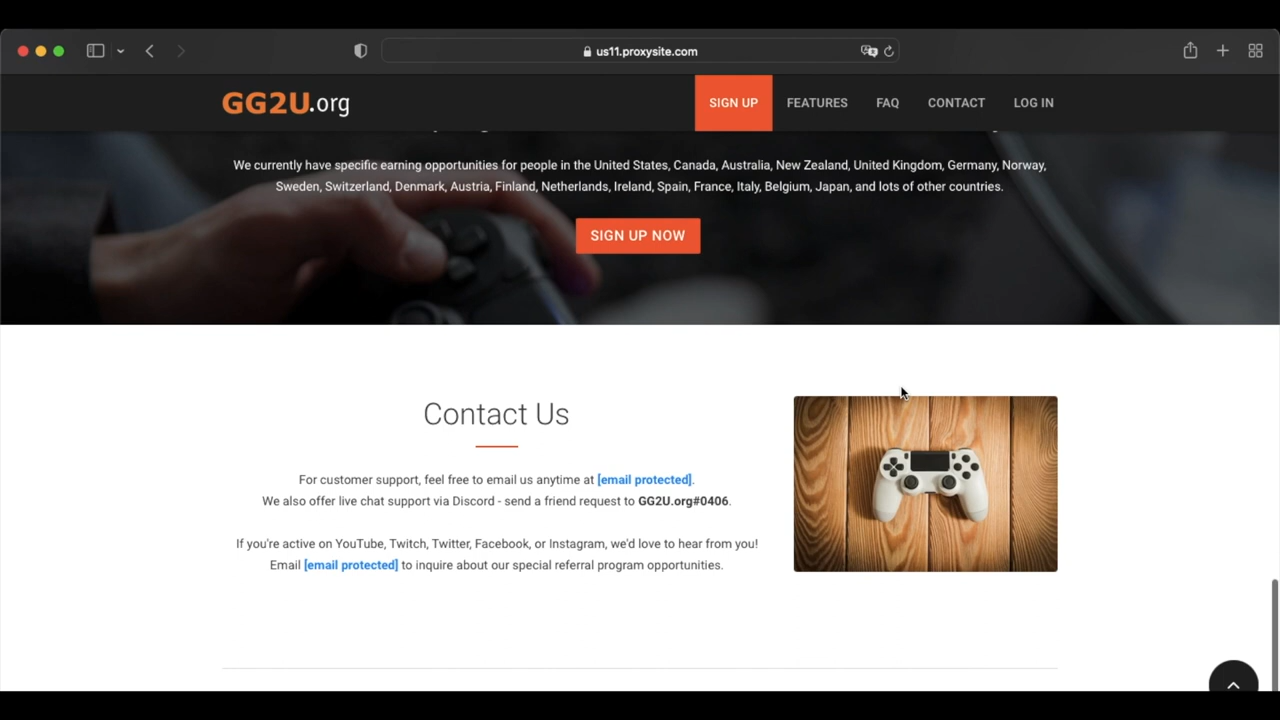 us11.proxysite.com
GG2U.org
SIGN UP
FEATURES
FAQ
CONTACT
LOG IN
We currently have specific earning opportunities for people in the United States, Canada, Australia, New Zealand, United Kingdom, Germany, Norway,
Sweden, Switzerland, Denmark, Austria, Finland, Netherlands, Ireland, Spain, France, Italy, Belgium, Japan, and lots of other countries.
SIGN UP NOW
Contact Us
For customer support, feel free to email us anytime at [email protected].
We also offer live chat support via Discord - send a friend request to GG2U.org#0406.
If you're active on YouTube, Twitch, Twitter, Facebook, or Instagram, we'd love to hear from you!
Email [email protected] to inquire about our special referral program opportunities.